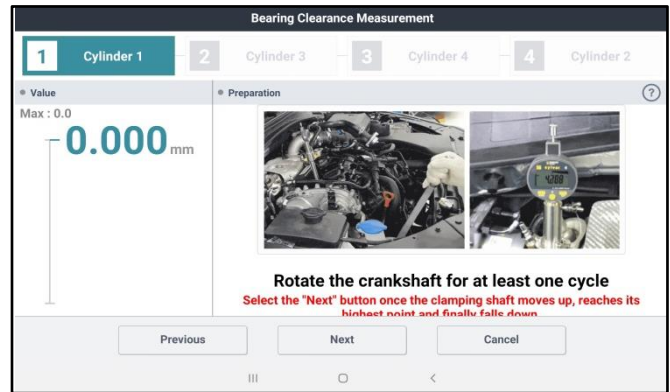 Bearing Clearance Measurement
1 Cylinder 1
2 Cylinder 3
3 Cylinder 4
4 Cylinder 2
Value
Preparation
?
Max : 0.0
0.000 mm
Rotate the crankshaft for at least one cycle
Select the "Next" button once the clamping shaft moves up, reaches its
highest point and finally falls down
Previous
Next
Cancel